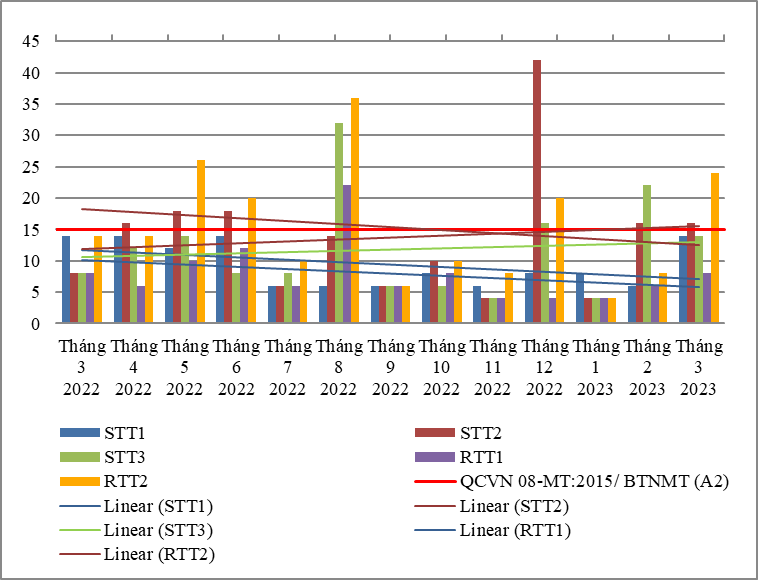 45
40
35
30
25
20
15
10
5
0
Tháng Tháng Tháng Tháng Tháng Tháng Tháng Tháng Tháng Tháng Tháng Tháng Tháng
3 4 5 6 7 8 9 10 11 12 1 2 3
2022 2022 2022 2022 2022 2022 2022 2022 2022 2022 2023 2023 2023
STT1 STT2
STT3 RTT1
RTT2 QCVN 08-MT:2015/ BTNMT (A2)
Linear (STT1) Linear (STT2)
Linear (STT3) Linear (RTT1)
Linear (RTT2)